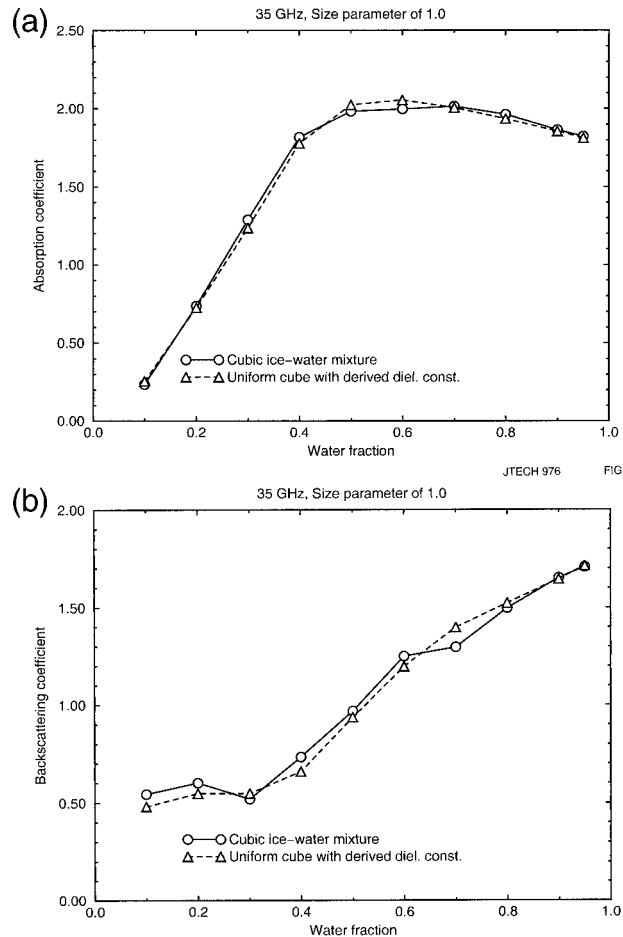 (a)
35 GHz, Size parameter of 1.0
2.50
2.00
1.50
1.00
0.50
0.00
Absorption coefficient
Cubic ice–water mixture
Uniform cube with derived diel. const.
0.0 0.2 0.4 0.6 0.8 1.0
Water fraction
JTECH 976 FIG
(b)
35 GHz, Size parameter of 1.0
2.00
1.50
1.00
0.50
0.00
Backscattering coefficient
Cubic ice–water mixture
Uniform cube with derived diel. const.
0.0 0.2 0.4 0.6 0.8 1.0
Water fraction